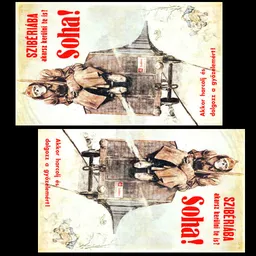 SZIBÉRIÁBA
akarsz kerülni te is?
Soha!
Akkor harcolj és
dolgozz a győzelemért!
SZIBÉRIÁBA
akarsz kerülni te is?
Soha!
Akkor harcolj és
dolgozz a győzelemért!